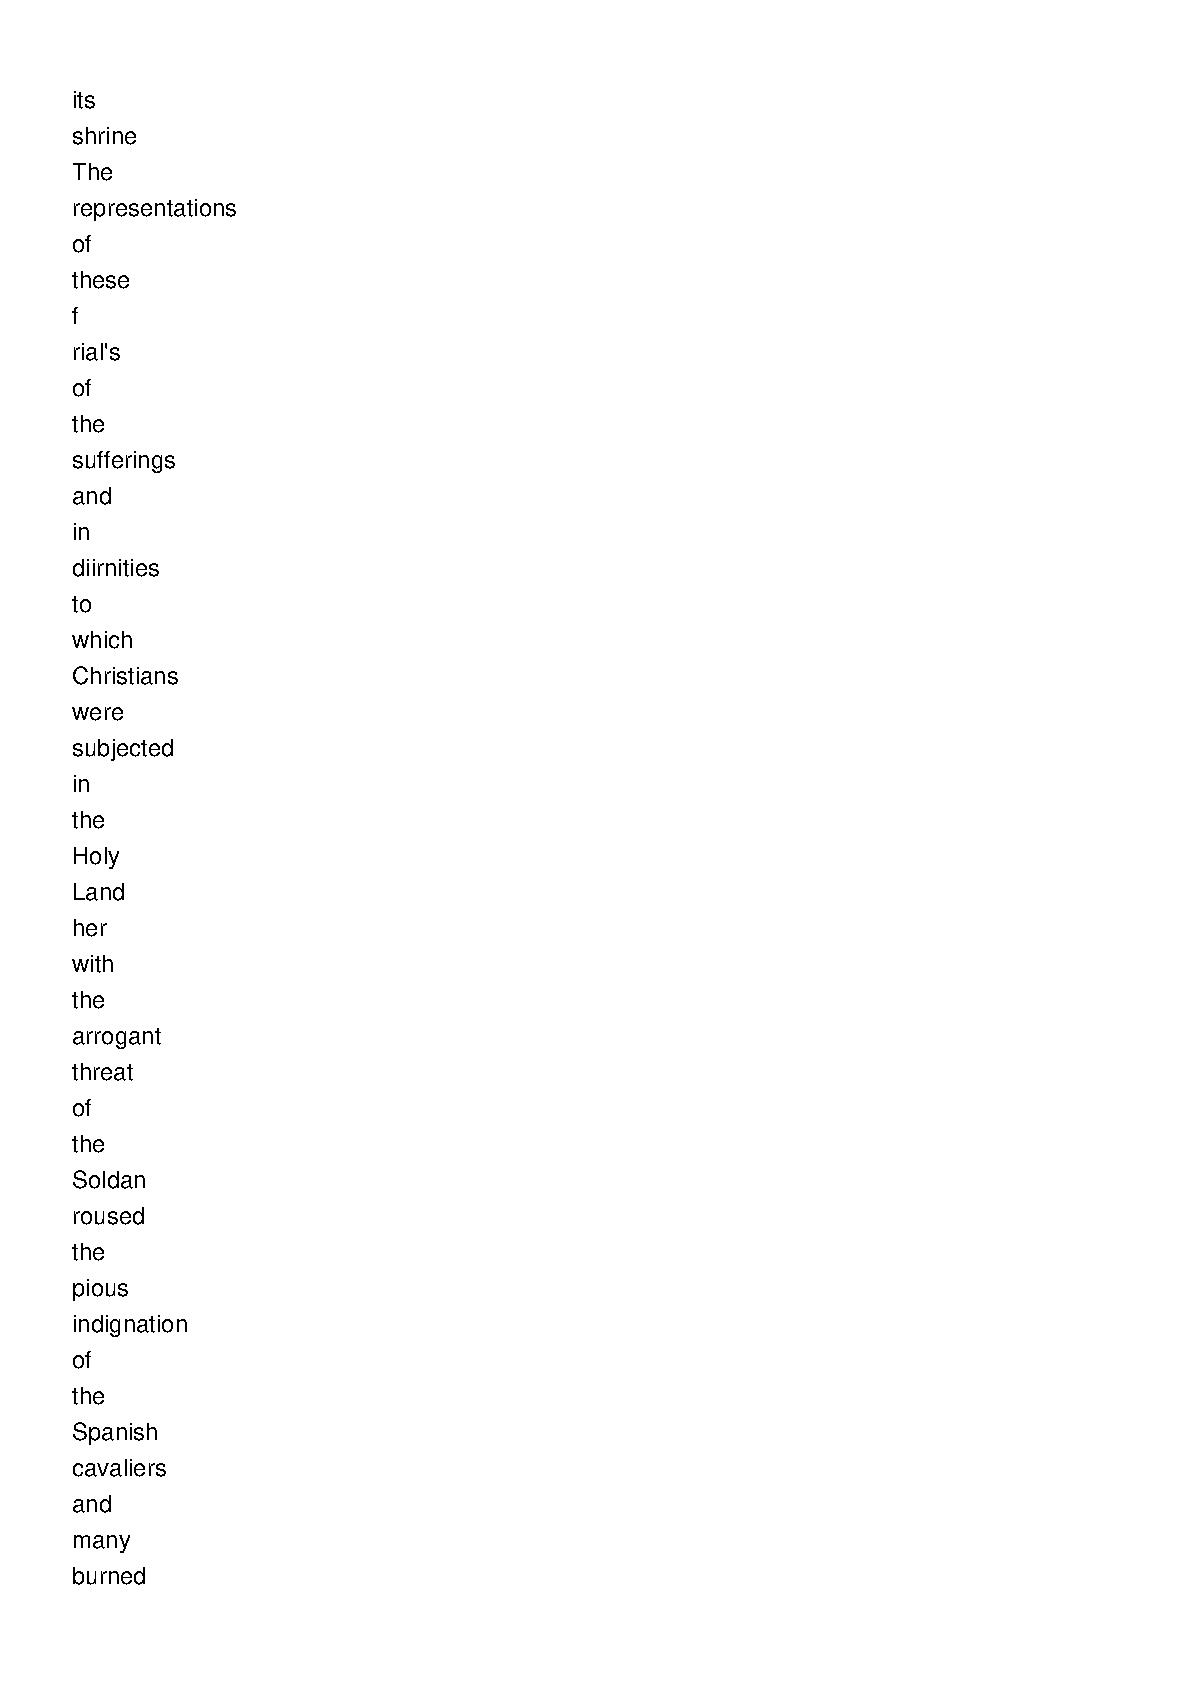 its
shrine
The
representations
of
these
f
rial's
of
the
sufferings
and
in
diirnities
to
which
Christians
were
subjected
in
the
Holy
Land
her
with
the
arrogant
threat
of
the
Soldan
roused
the
pious
indignation
of
the
Spanish
cavaliers
and
many
burned